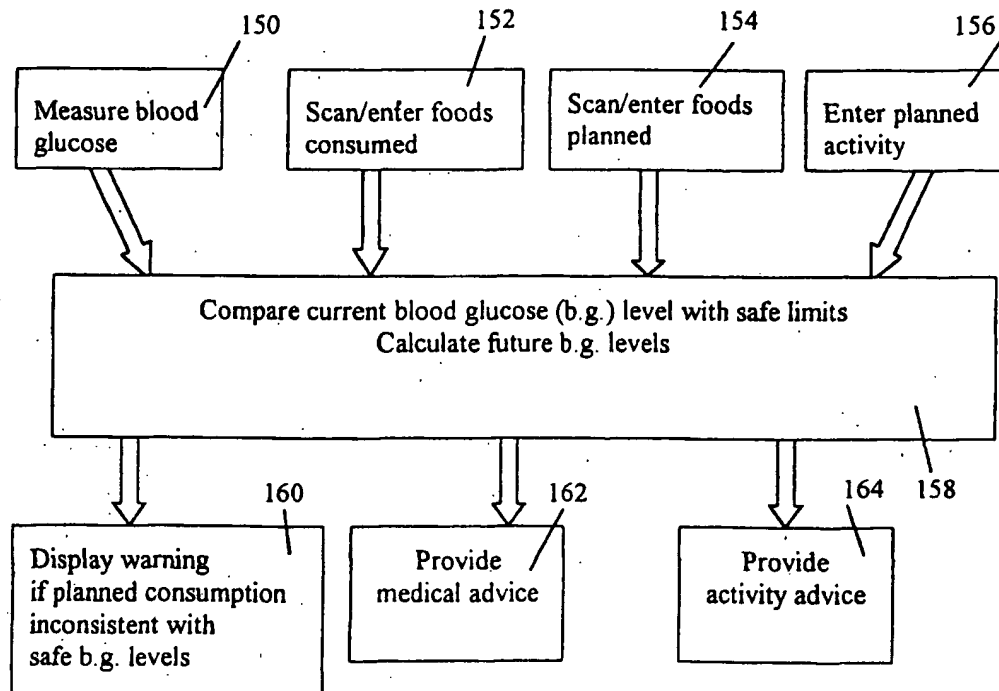 150
152
154
156
Measure blood
glucose
Scan/enter foods
consumed
Scan/enter foods
planned
Enter planned
activity
Compare current blood glucose (b.g.) level with safe limits
Calculate future b.g. levels
158
160
162
164
Display warning
if planned consumption
inconsistent with
safe b.g. levels
Provide
medical advice
Provide
activity advice